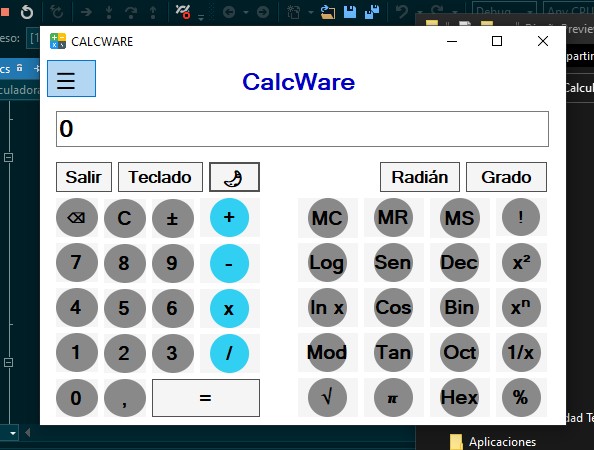 Debug
Any CPU
eso:
[1
Preview
CALCWARE
partir
cs
CalcWare
culadora
Calcul
0
Salir Teclado Radián Grado
⌫ C ± + MC MR MS !
7 8 9 - Log Sen Dec x²
4 5 6 x ln x Cos Bin xⁿ
1 2 3 / Mod Tan Oct 1/x
0 , = √ π Hex %
dad Te
Aplicaciones